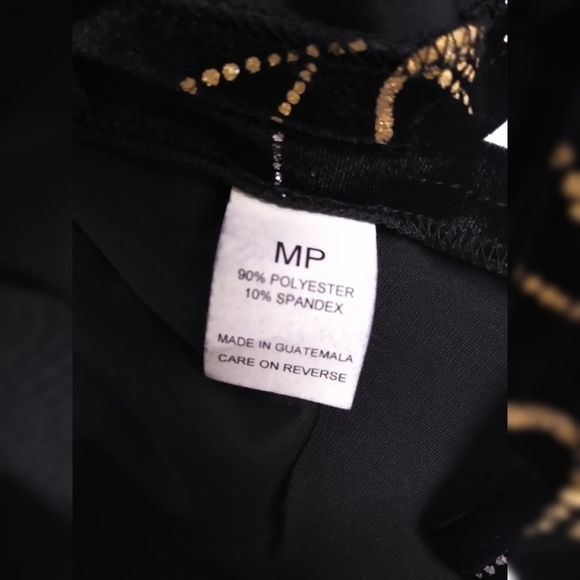 MP
90% POLYESTER
10% SPANDEX
MADE IN GUATEMALA
CARE ON REVERSE